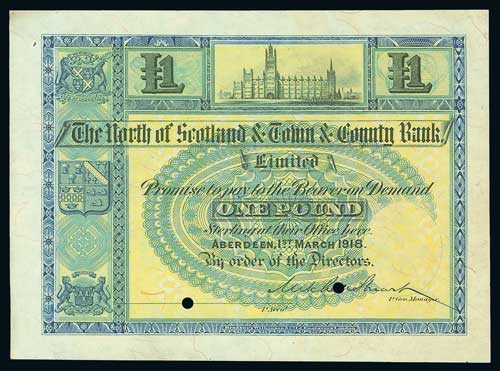 £1 £1
The North of Scotland & Town & County Bank
Limited
Promise to pay to the Bearer on Demand
ONE POUND
Sterling at their Office here.
ABERDEEN, 1ST MARCH 1918.
By order of the Directors.
Pr. Gen. Manager.